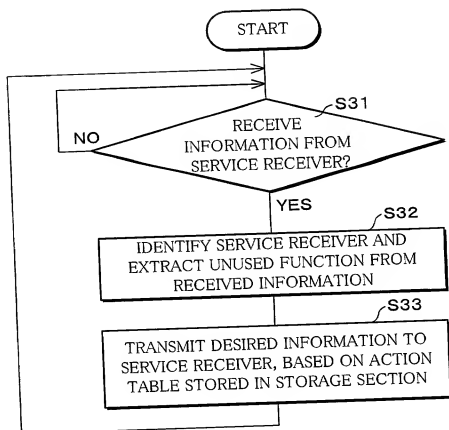 START
S31
RECEIVE
INFORMATION FROM
SERVICE RECEIVER?
NO
YES
S32
IDENTIFY SERVICE RECEIVER AND
EXTRACT UNUSED FUNCTION FROM
RECEIVED INFORMATION
S33
TRANSMIT DESIRED INFORMATION TO
SERVICE RECEIVER, BASED ON ACTION
TABLE STORED IN STORAGE SECTION